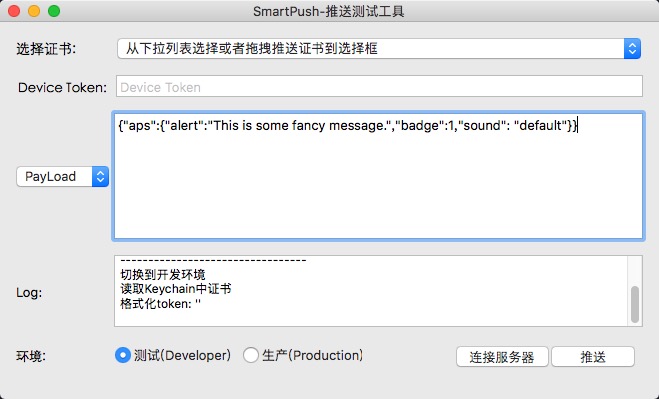 SmartPush-推送测试工具
选择证书:
从下拉列表选择或者拖拽推送证书到选择框
Device Token:
Device Token
PayLoad
{"aps":{"alert":"This is some fancy message.","badge":1,"sound": "default"}}
Log:
----------------------------------
切换到开发环境
读取Keychain中证书
格式化token: ''
环境:
测试(Developer)
生产(Production)
连接服务器
推送